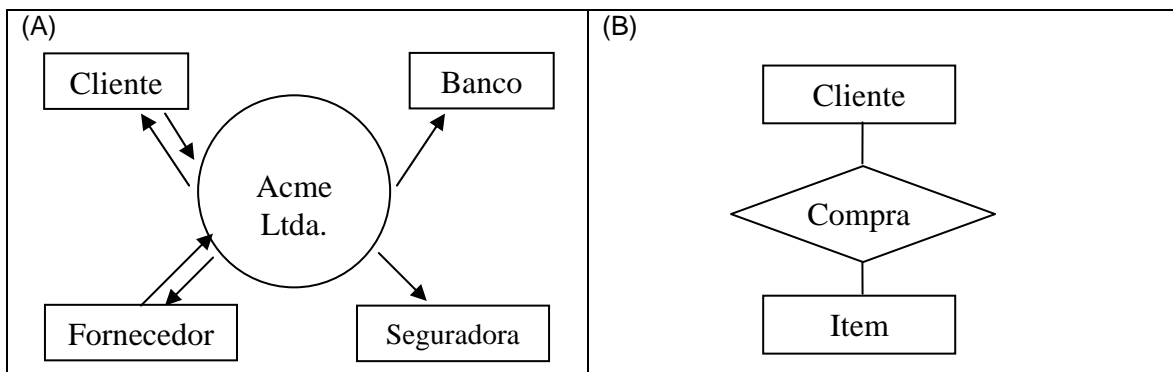 (A)
Cliente
Banco
Acme
Ltda.
Fornecedor
Seguradora
(B)
Cliente
Compra
Item